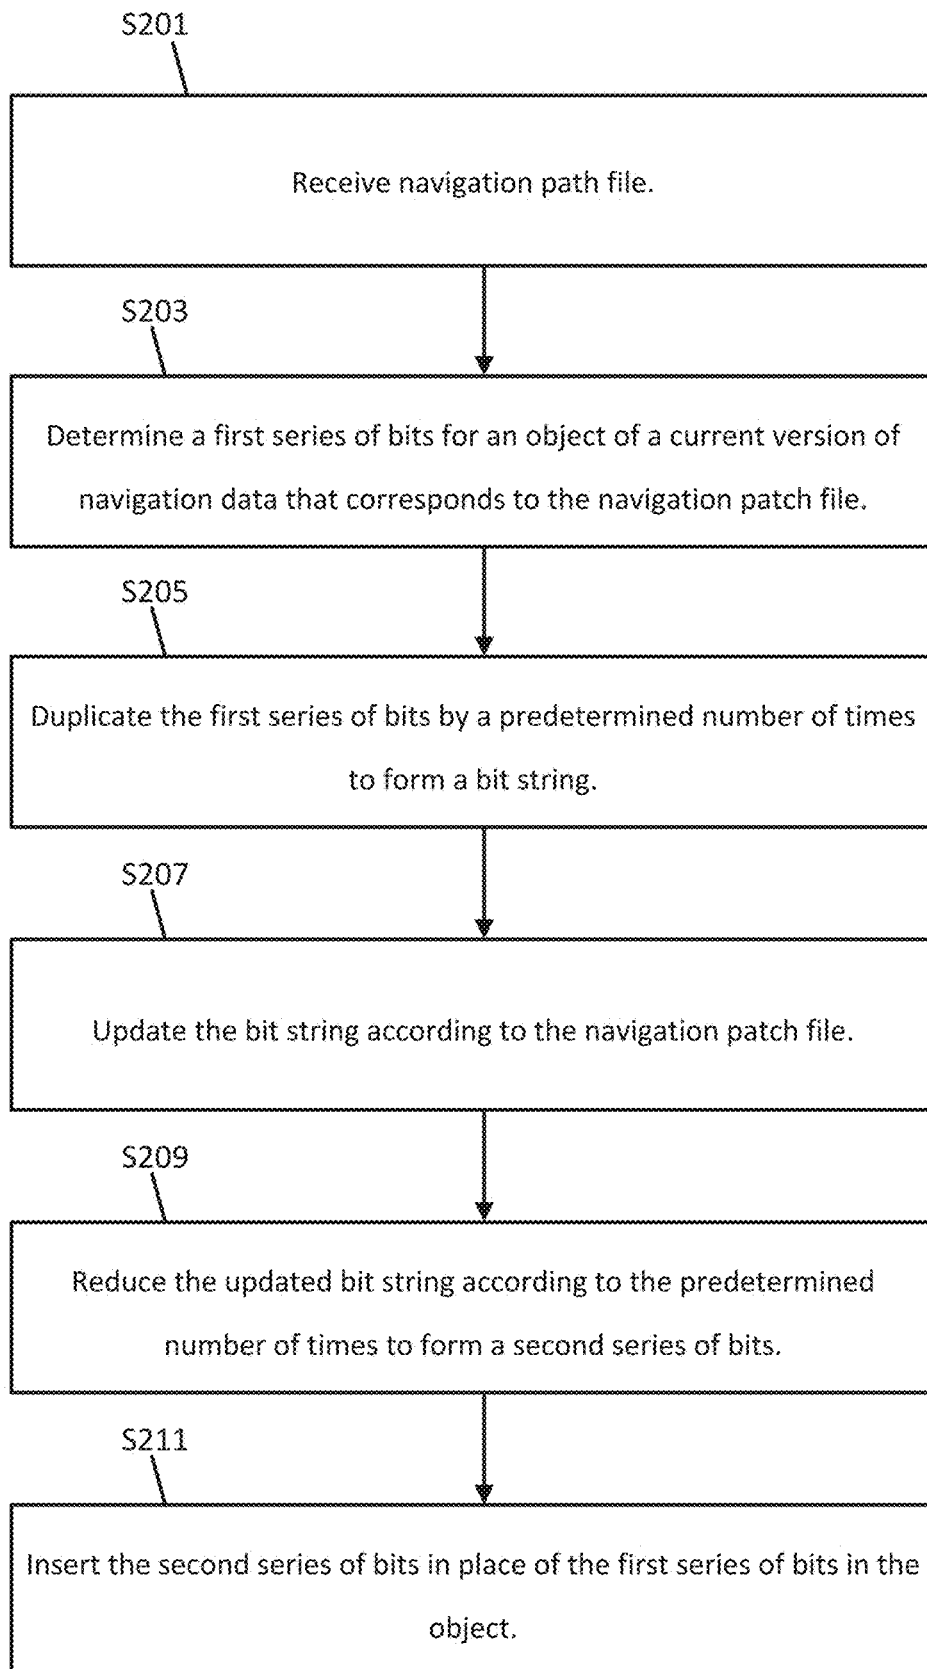 S201
Receive navigation path file.
S203
Determine a first series of bits for an object of a current version of
navigation data that corresponds to the navigation patch file.
S205
Duplicate the first series of bits by a predetermined number of times
to form a bit string.
S207
Update the bit string according to the navigation patch file.
S209
Reduce the updated bit string according to the predetermined
number of times to form a second series of bits.
S211
Insert the second series of bits in place of the first series of bits in the
object.